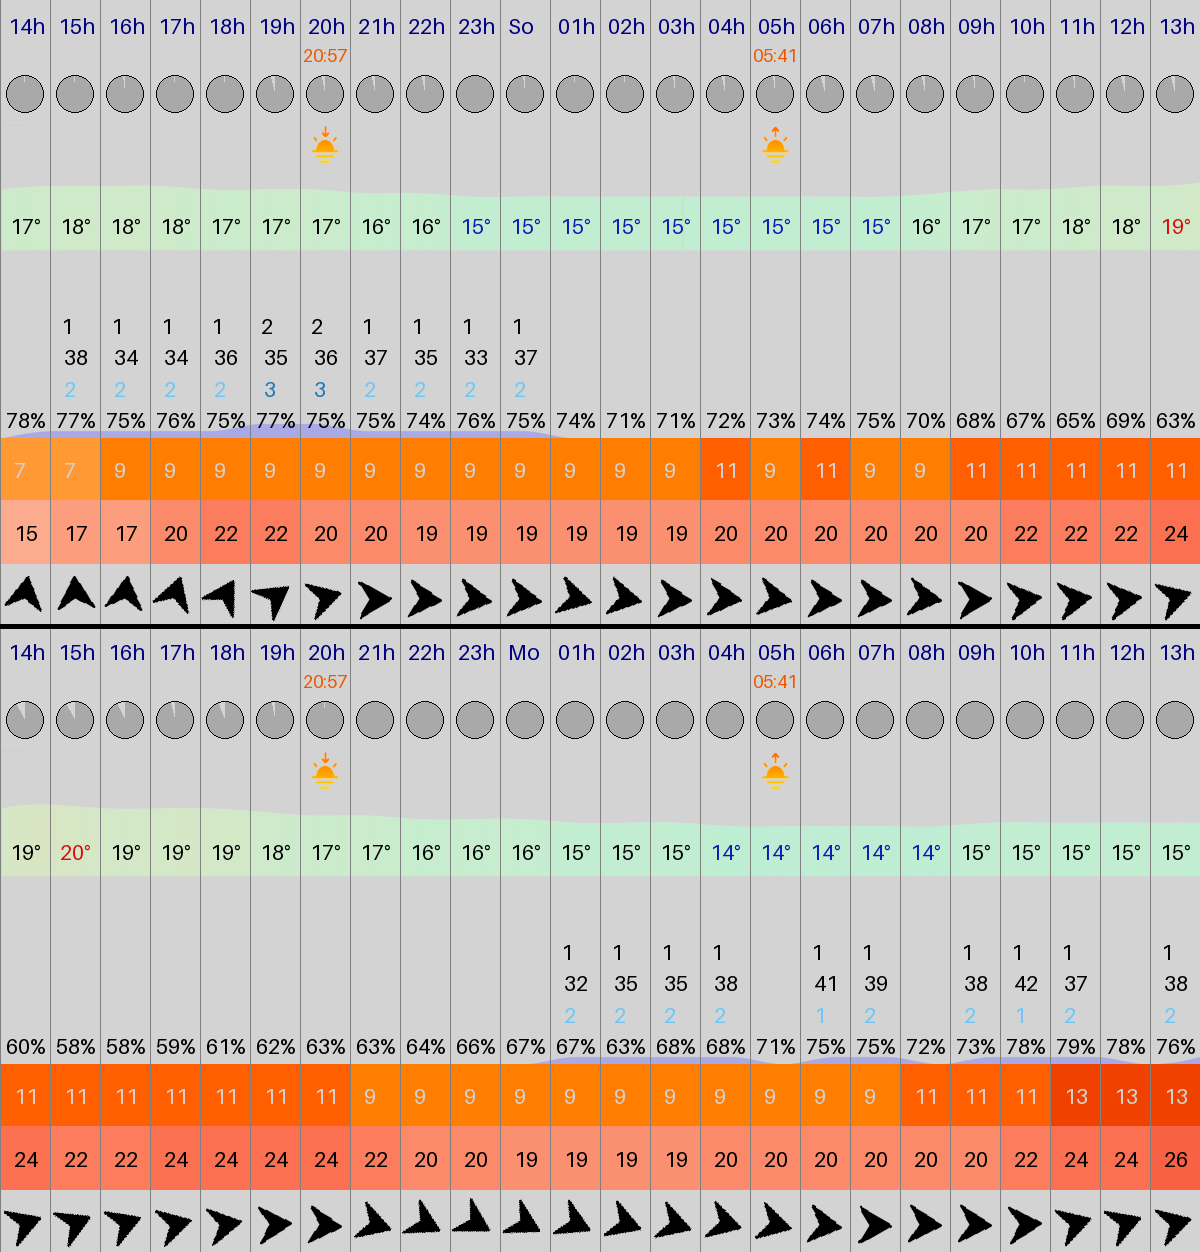 14h 15h 16h 17h 18h 19h 20h 21h 22h 23h So 01h 02h 03h 04h 05h 06h 07h 08h 09h 10h 11h 12h 13h
20:57 05:41
17° 18° 18° 18° 17° 17° 17° 16° 16° 15° 15° 15° 15° 15° 15° 15° 15° 15° 16° 17° 17° 18° 18° 19°
1 1 1 1 2 2 1 1 1 1
38 34 34 36 35 36 37 35 33 37
2 2 2 2 3 3 2 2 2 2
78% 77% 75% 76% 75% 77% 75% 75% 74% 76% 75% 74% 71% 71% 72% 73% 74% 75% 70% 68% 67% 65% 69% 63%
7 7 9 9 9 9 9 9 9 9 9 9 9 9 11 9 11 9 9 11 11 11 11 11
15 17 17 20 22 22 20 20 19 19 19 19 19 19 20 20 20 20 20 20 22 22 22 24
14h 15h 16h 17h 18h 19h 20h 21h 22h 23h Mo 01h 02h 03h 04h 05h 06h 07h 08h 09h 10h 11h 12h 13h
20:57 05:41
19° 20° 19° 19° 19° 18° 17° 17° 16° 16° 16° 15° 15° 15° 14° 14° 14° 14° 14° 15° 15° 15° 15° 15°
1 1 1 1 1 1 1 1 1 1
32 35 35 38 41 39 38 42 37 38
2 2 2 2 1 2 2 1 2 2
60% 58% 58% 59% 61% 62% 63% 63% 64% 66% 67% 67% 63% 68% 68% 71% 75% 75% 72% 73% 78% 79% 78% 76%
11 11 11 11 11 11 11 9 9 9 9 9 9 9 9 9 9 9 11 11 11 13 13 13
24 22 22 24 24 24 24 22 20 20 19 19 19 19 20 20 20 20 20 20 22 24 24 26